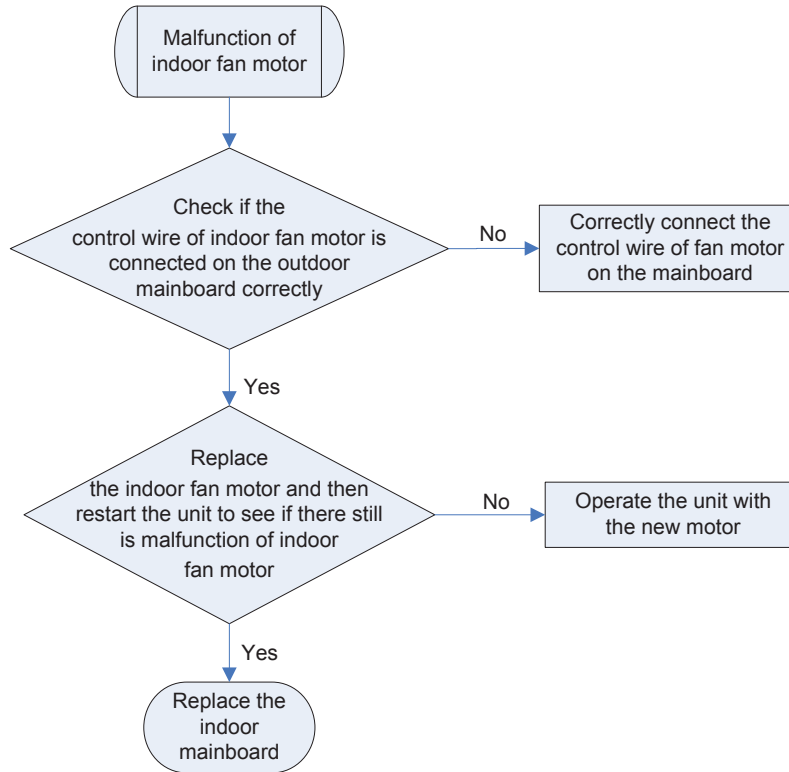 Malfunction of
indoor fan motor
Check if the
control wire of indoor fan motor is
connected on the outdoor
mainboard correctly
No
Correctly connect the
control wire of fan motor
on the mainboard
Yes
Replace
the indoor fan motor and then
restart the unit to see if there still
is malfunction of indoor
fan motor
No
Operate the unit with
the new motor
Yes
Replace the
indoor
mainboard